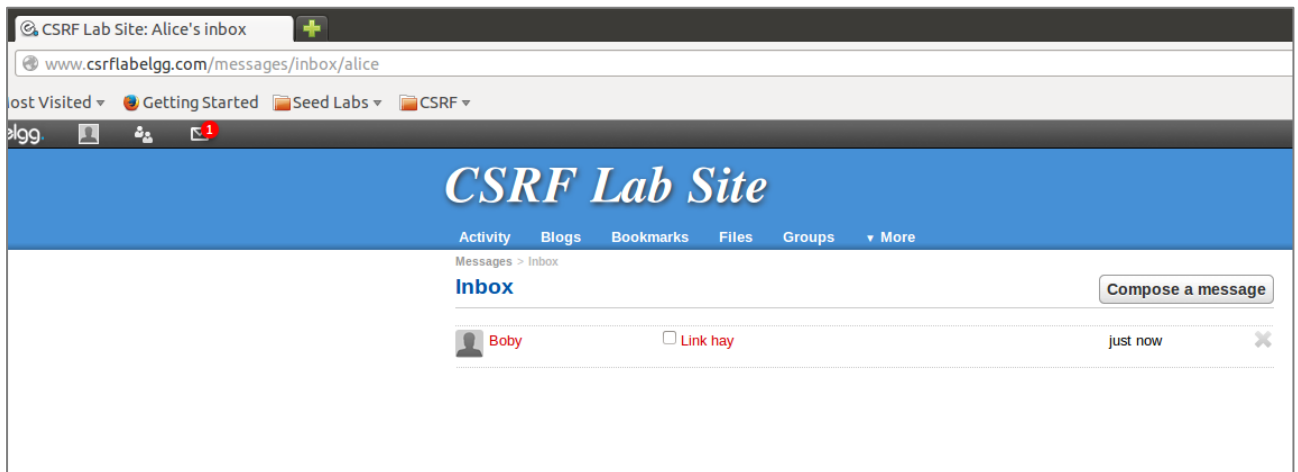 CSRF Lab Site: Alice's inbox
www.csrflabelgg.com/messages/inbox/alice
ost Visited Getting Started Seed Labs CSRF
elgg. 1
CSRF Lab Site
Activity Blogs Bookmarks Files Groups More
Messages > Inbox
Inbox Compose a message
Boby Link hay just now